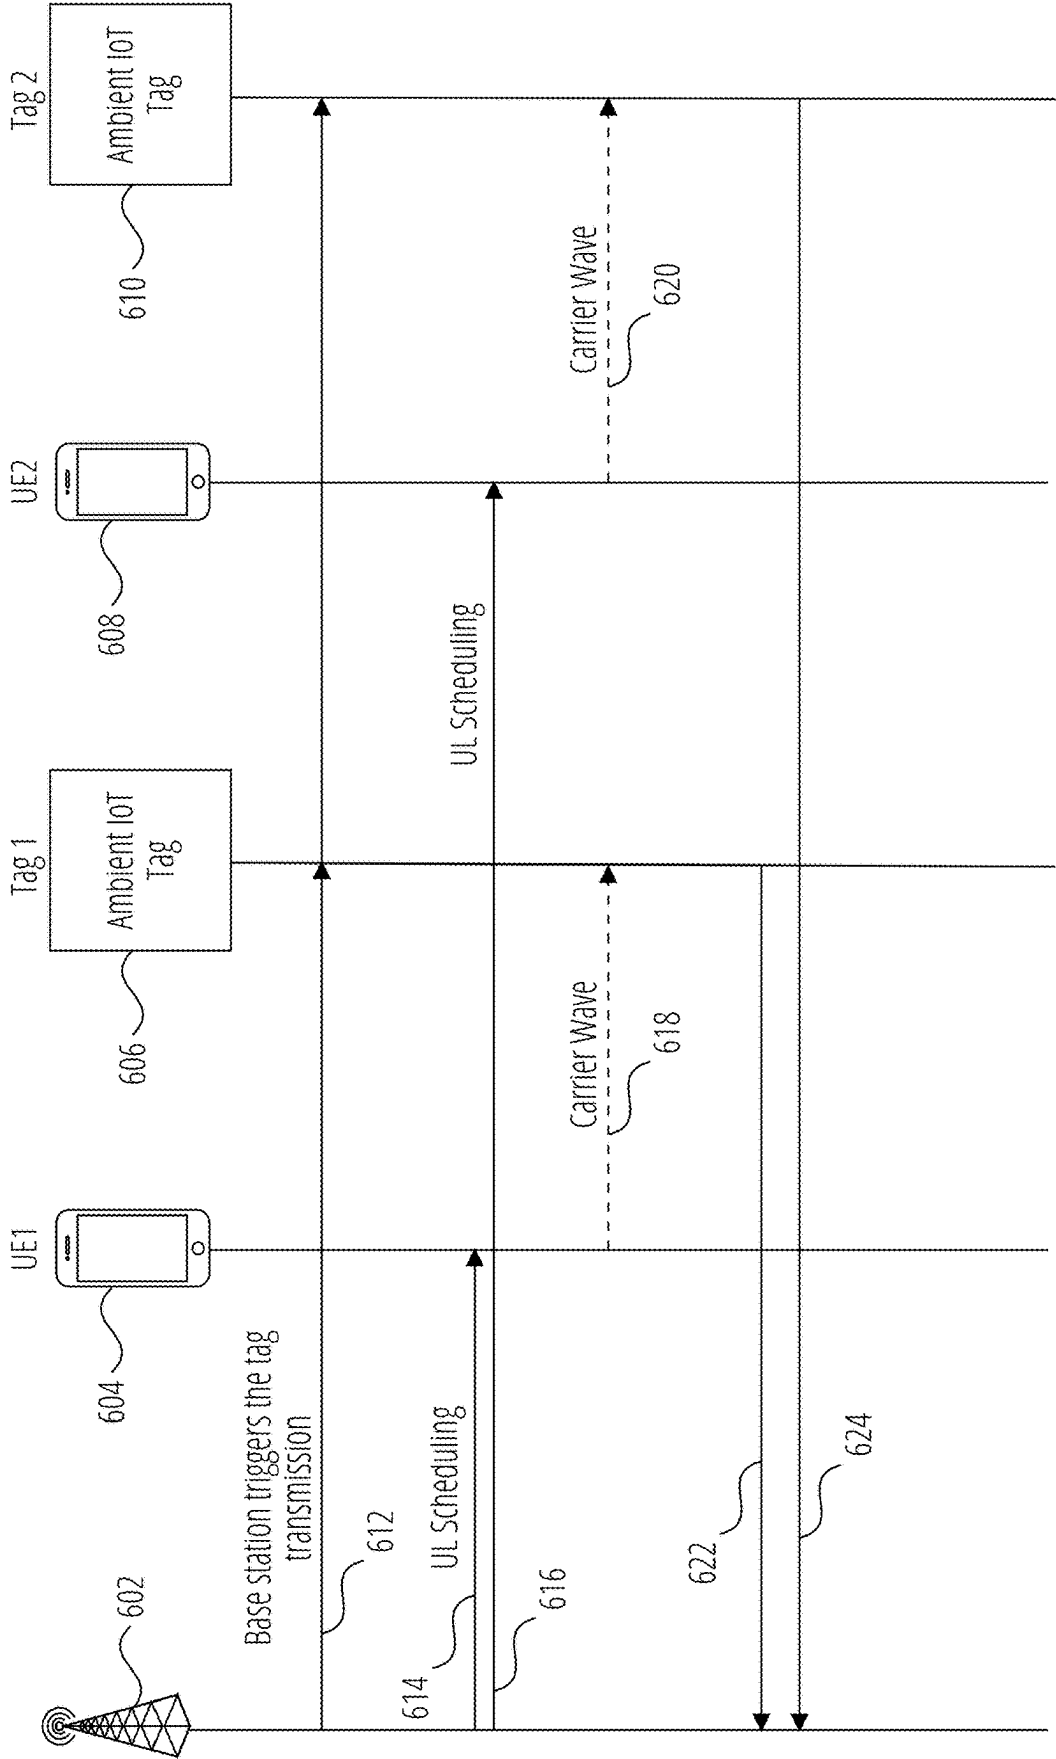 602
UE1
604
Tag 1
Ambient IoT
Tag
606
UE2
608
Tag 2
Ambient IoT
Tag
610
Base station triggers the tag
transmission
612
UL Scheduling
614
UL Scheduling
616
Carrier Wave
618
Carrier Wave
620
622
624